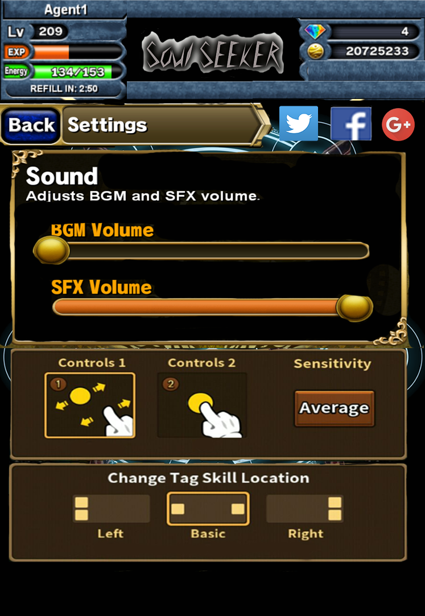 Agent1
Lv 209
4
EXP
20725233
Energy 134/153
REFILL IN: 2:50
SOUL SEEKER
Back Settings
G+
Sound
Adjusts BGM and SFX volume.
BGM Volume
SFX Volume
Controls 1 Controls 2 Sensitivity
1 2
Average
Change Tag Skill Location
Left Basic Right